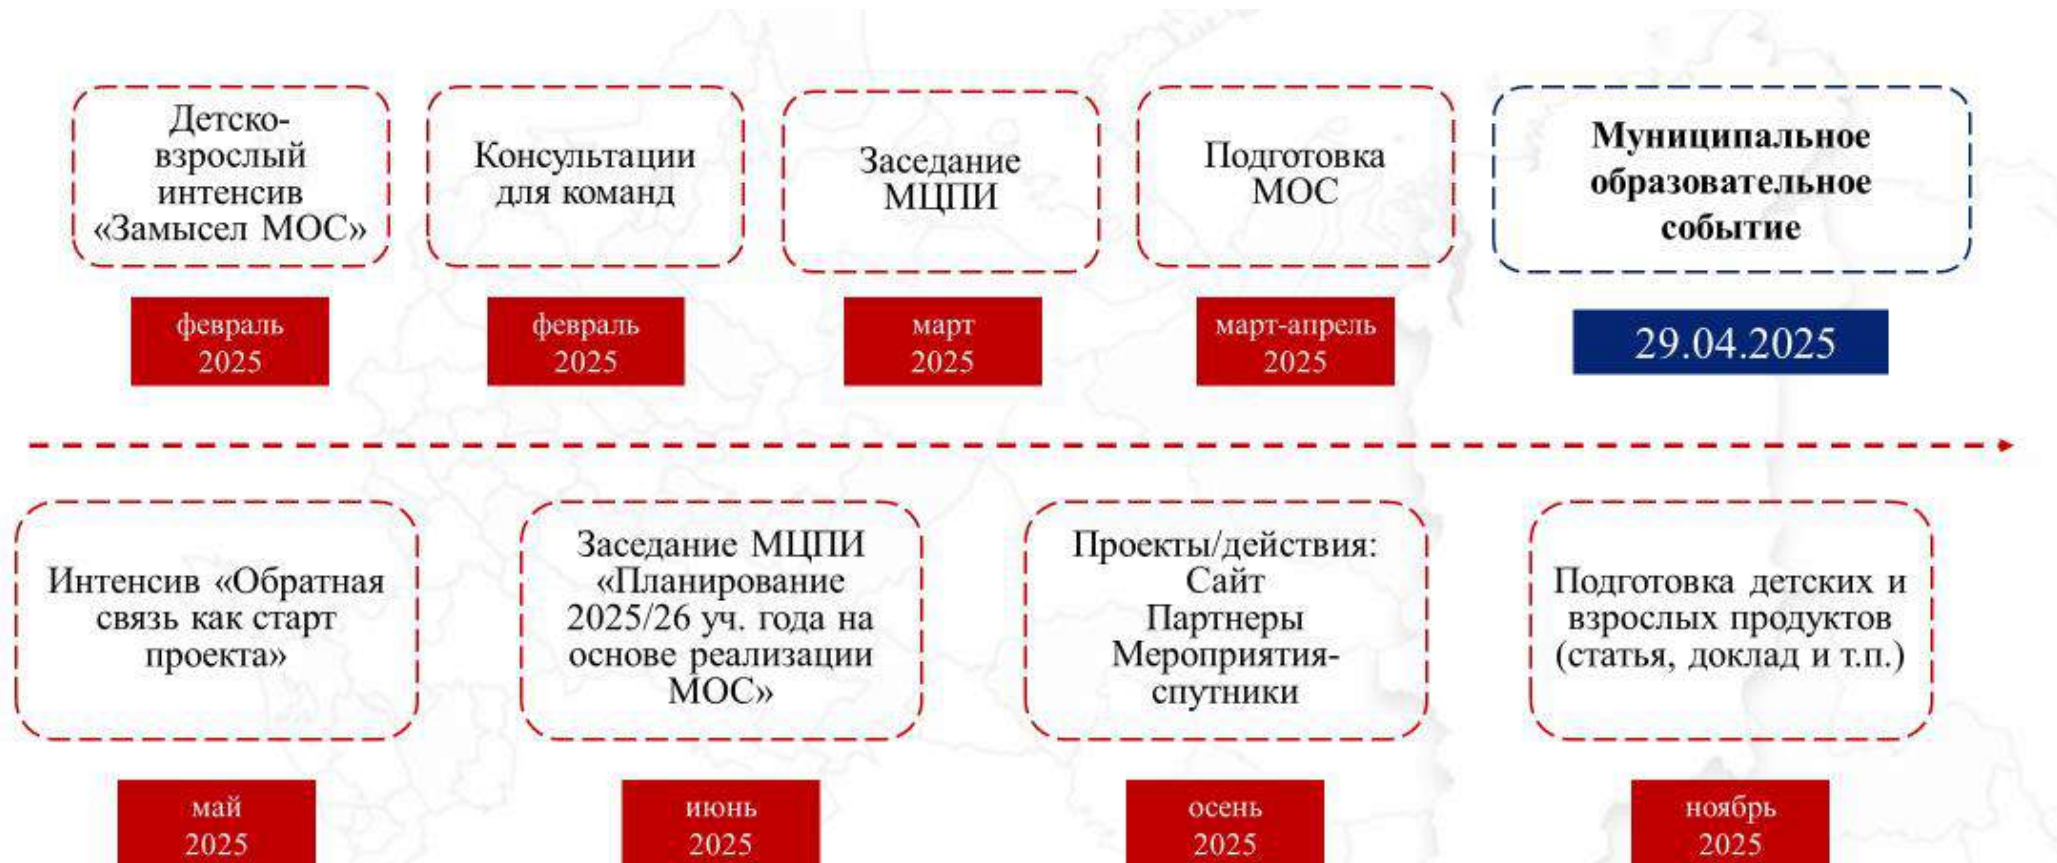 Детско-
взрослый
интенсив
«Замысел МОС»
февраль
2025
Консультации
для команд
февраль
2025
Заседание
МЦПИ
март
2025
Подготовка
МОС
март-апрель
2025
Муниципальное
образовательное
событие
29.04.2025
Интенсив «Обратная
связь как старт
проекта»
май
2025
Заседание МЦПИ
«Планирование
2025/26 уч. года на
основе реализации
МОС»
июнь
2025
Проекты/действия:
Сайт
Партнеры
Мероприятия-
спутники
осень
2025
Подготовка детских и
взрослых продуктов
(статья, доклад и т.п.)
ноябрь
2025